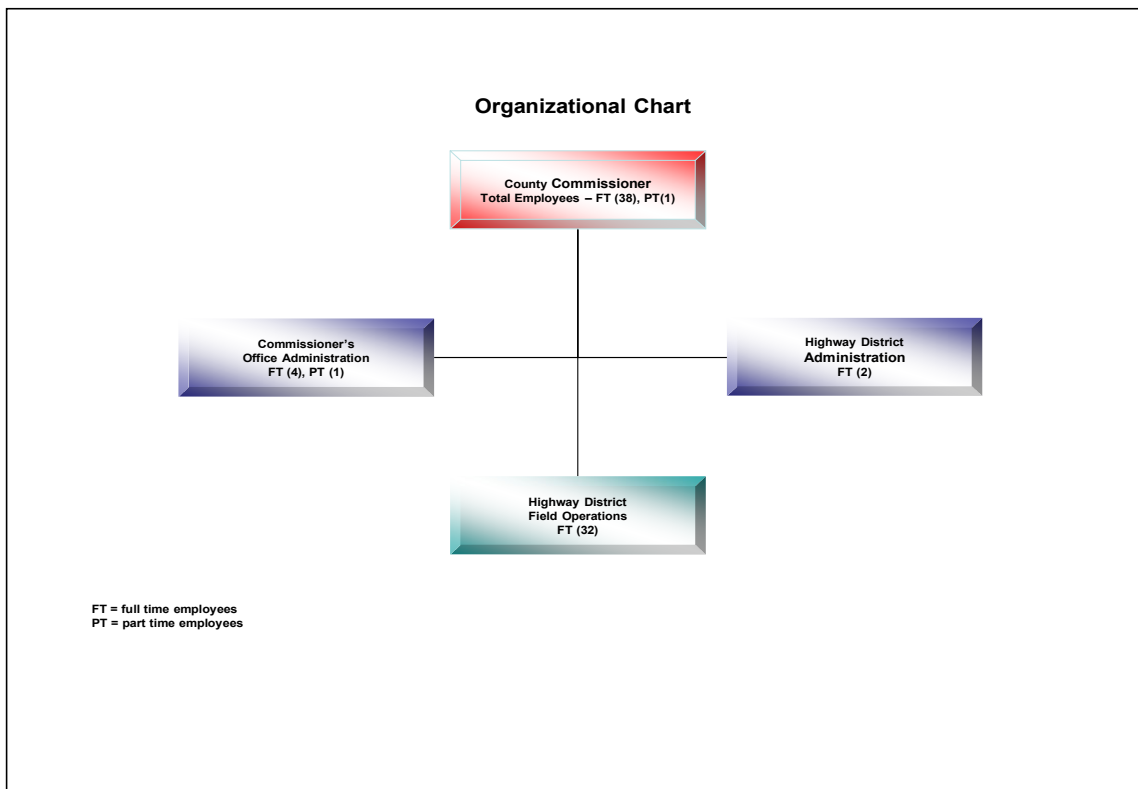 Organizational Chart
County Commissioner
Total Employees – FT (38), PT(1)
Commissioner's
Office Administration
FT (4), PT (1)
Highway District
Administration
FT (2)
Highway District
Field Operations
FT (32)
FT = full time employees
PT = part time employees